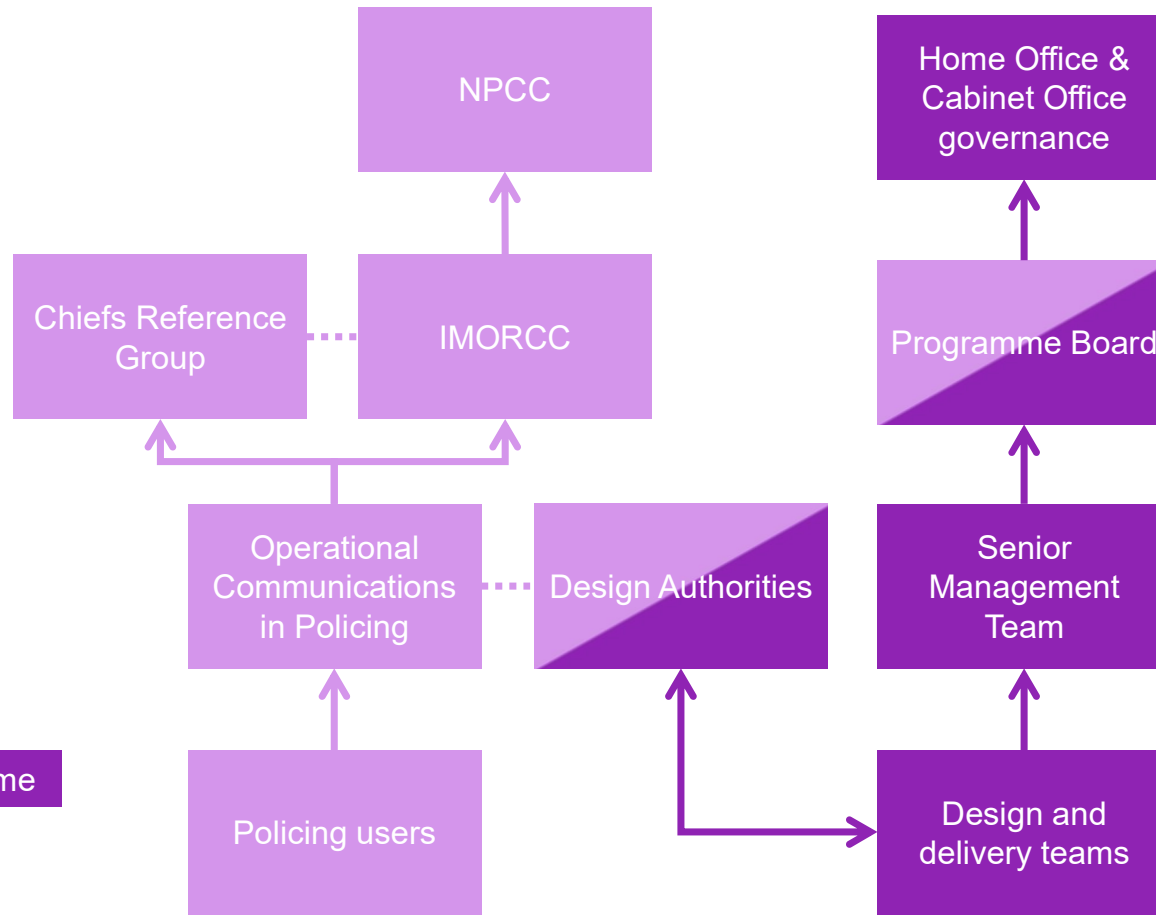 NPCC
Home Office &
Cabinet Office
governance
Chiefs Reference
Group
IMORCC
Programme Board
Operational
Communications
in Policing
Design Authorities
Senior
Management
Team
Policing users
Design and
delivery teams